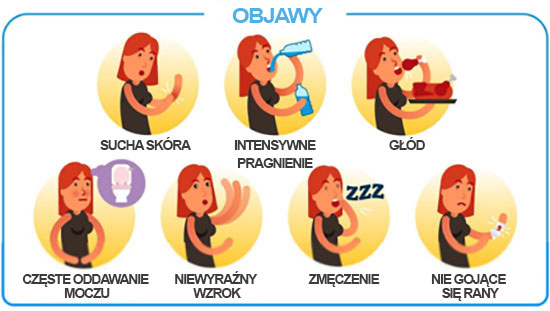 OBJAWY
SUCHA SKÓRA
INTENSYWNE
PRAGNIENIE
GŁÓD
ZZZ
CZĘSTE ODDAWANIE
MOCZU
NIEWYRAŹNY
WZROK
ZMĘCZENIE
NIE GOJĄCE
SIĘ RANY